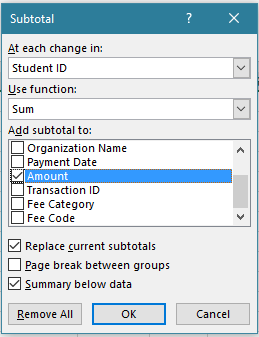 Subtotal
?
At each change in:
Student ID
Use function:
Sum
Add subtotal to:
Organization Name
Payment Date
Amount
Transaction ID
Fee Category
Fee Code
Replace current subtotals
Page break between groups
Summary below data
Remove All
OK
Cancel